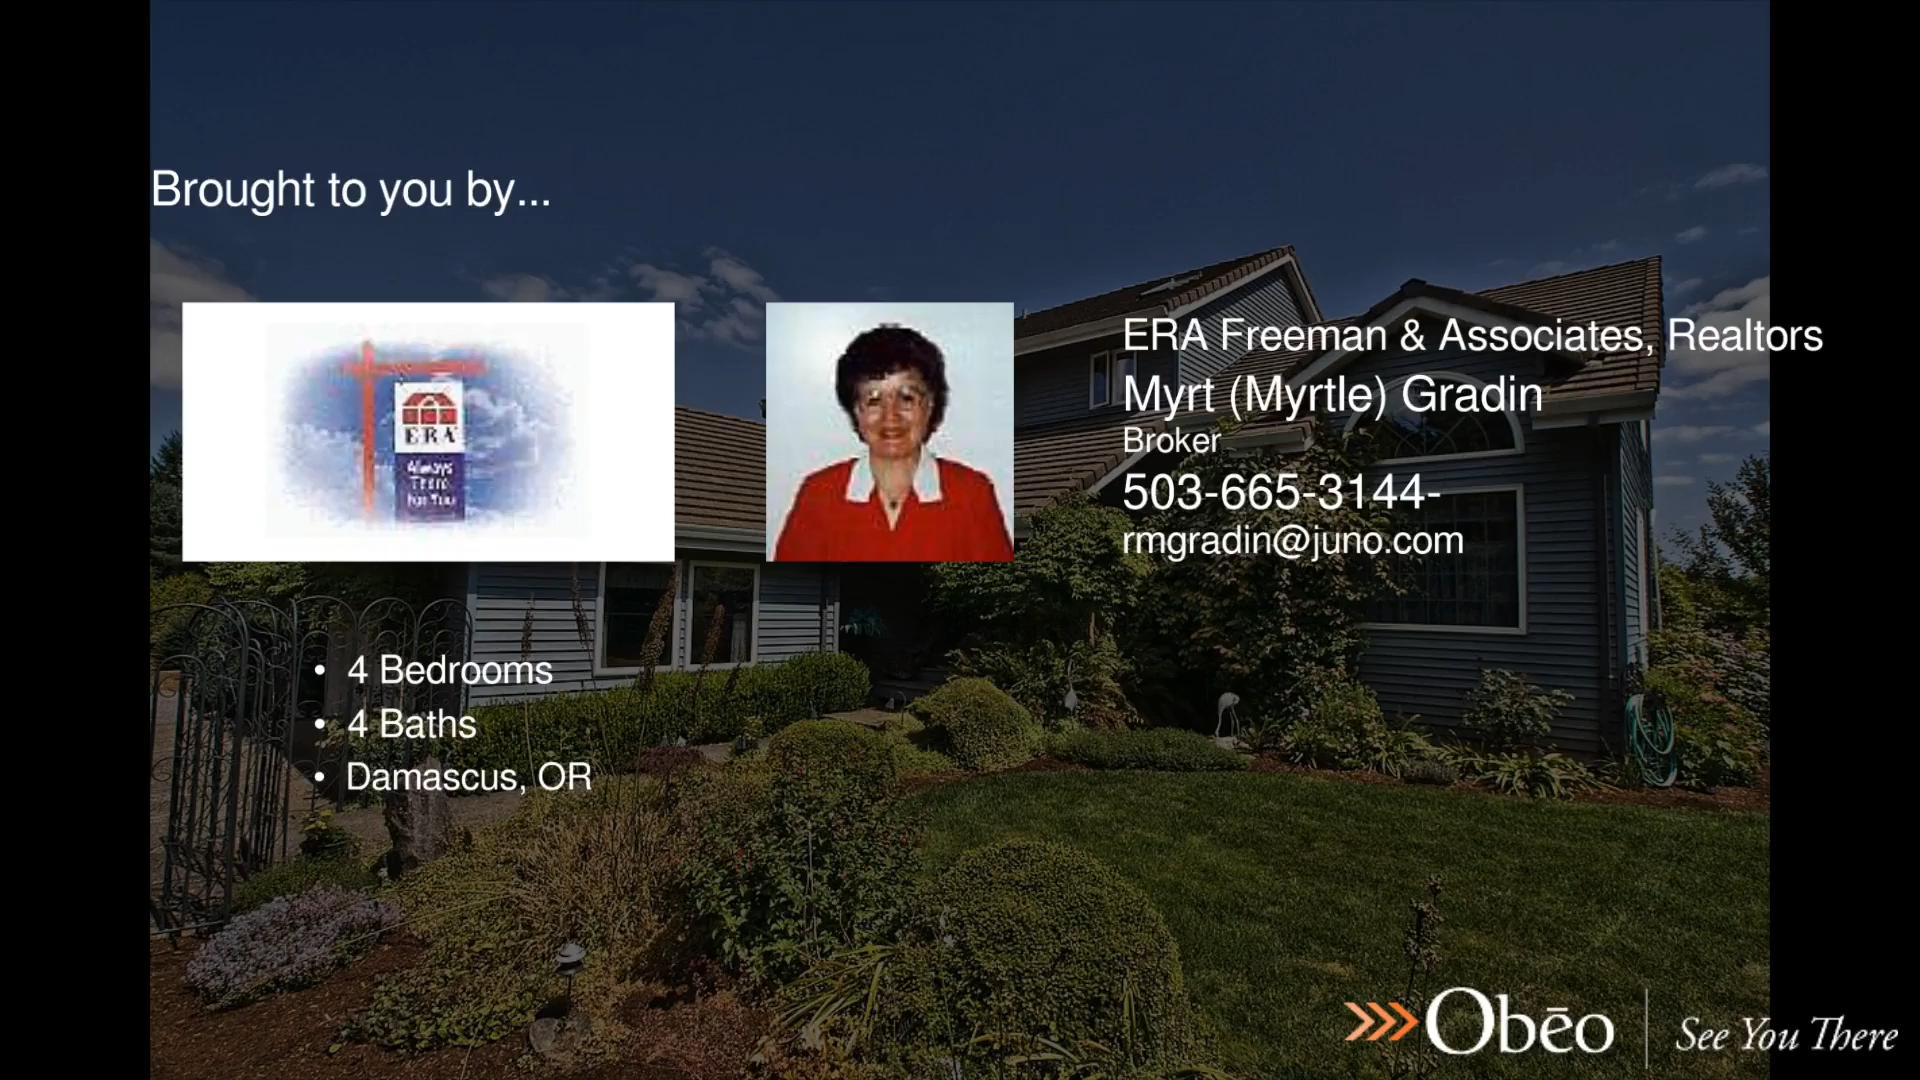 Brought to you by...
ERA
Always
There
For You
ERA Freeman & Associates, Realtors
Myrt (Myrtle) Gradin
Broker
503-665-3144-
rmgradin@juno.com
• 4 Bedrooms
• 4 Baths
• Damascus, OR
Obēo
See You There